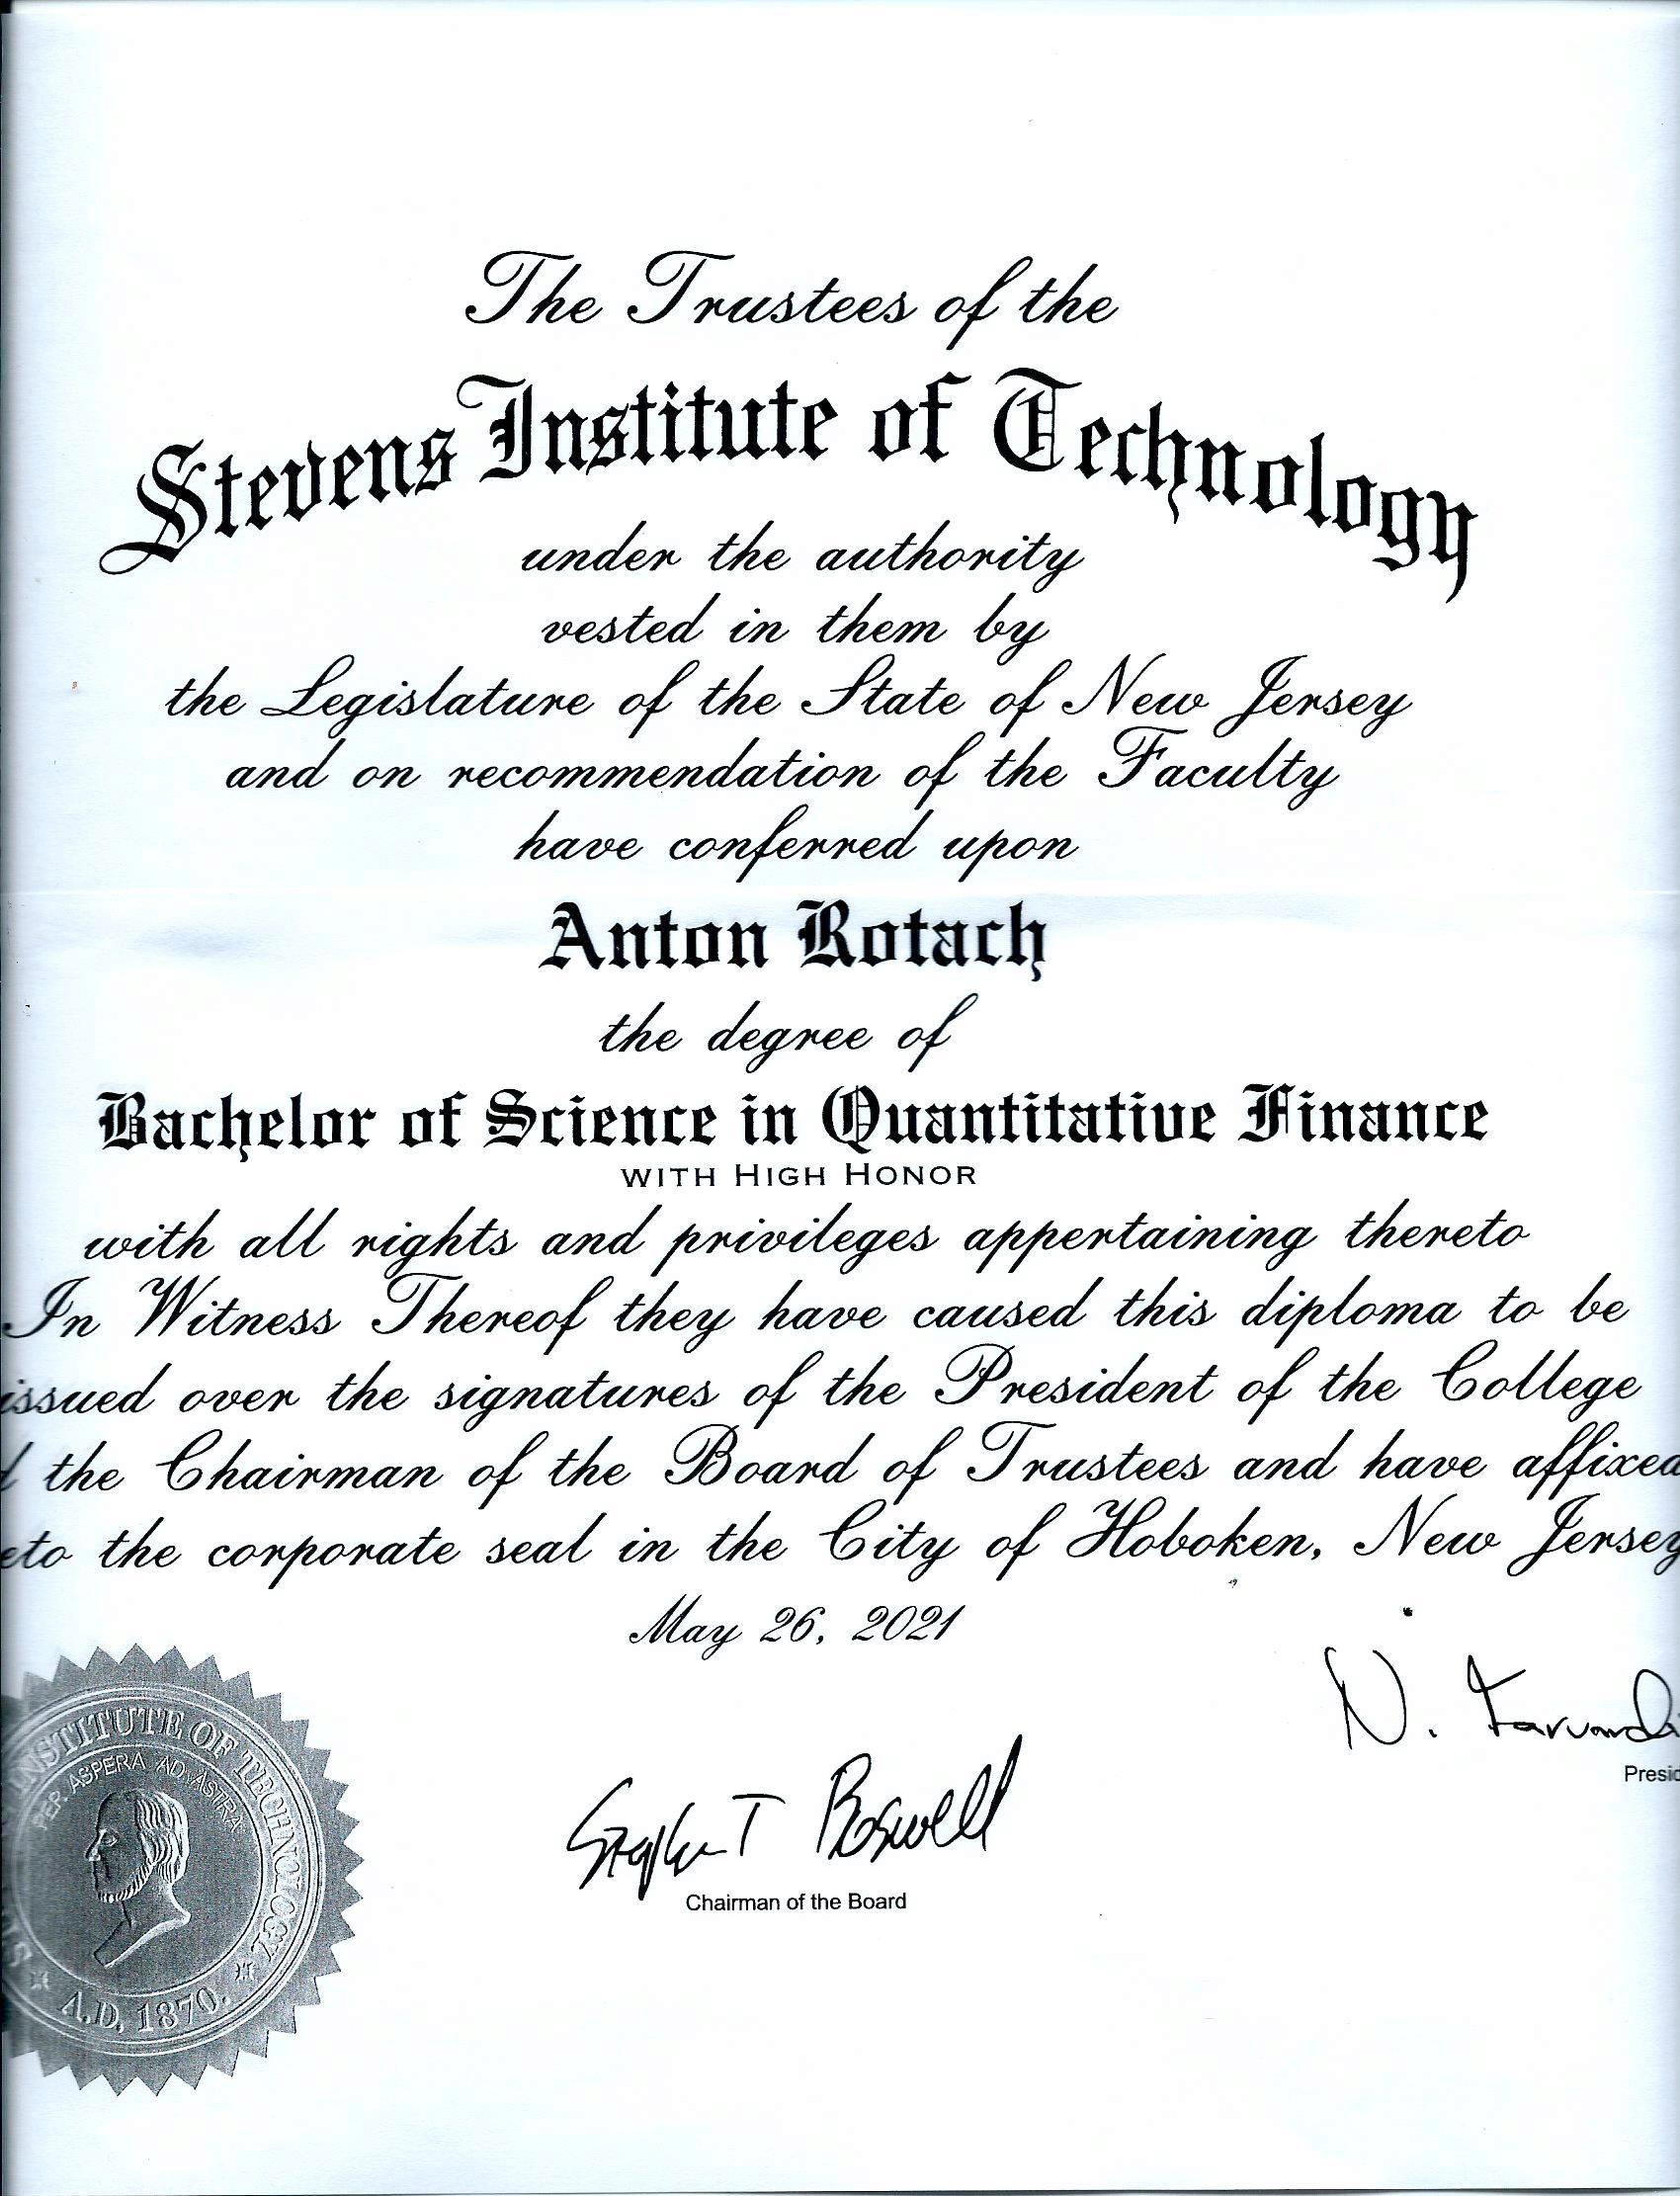 The Trustees of the
Stevens Institute of Technology
under the authority
vested in them by
the Legislature of the State of New Jersey
and on recommendation of the Faculty
have conferred upon
Anton Rotach
the degree of
Bachelor of Science in Quantitative Finance
WITH HIGH HONOR
with all rights and privileges appertaining thereto
In Witness Thereof they have caused this diploma to be
issued over the signatures of the President of the College
the Chairman of the Board of Trustees and have affixed
eto the corporate seal in the City of Hoboken, New Jersey
May 26, 2021
INSTITUTE OF TECHNOLOGY
PER ASPERA AD ASTRA
A.D. 1870.
N.
Presid
Stephen T Boswell
Chairman of the Board